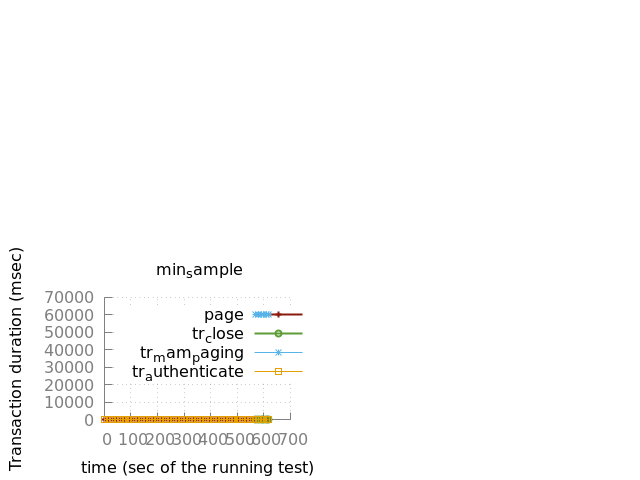 min_sample
70000
60000
50000
40000
30000
20000
10000
0
page
tr_close
tr_mam_paging
tr_authenticate
0 100 200 300 400 500 600 700
time (sec of the running test)
Transaction duration (msec)